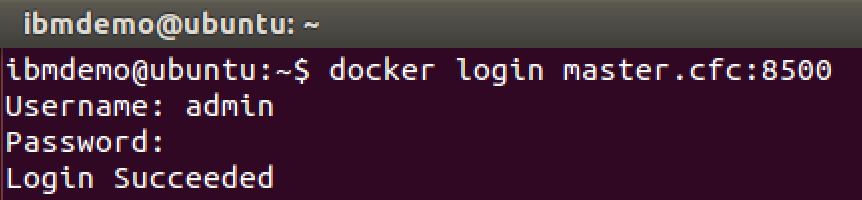 ibmdemo@ubuntu: ~
ibmdemo@ubuntu:~$ docker login master.cfc:8500
Username: admin
Password:
Login Succeeded